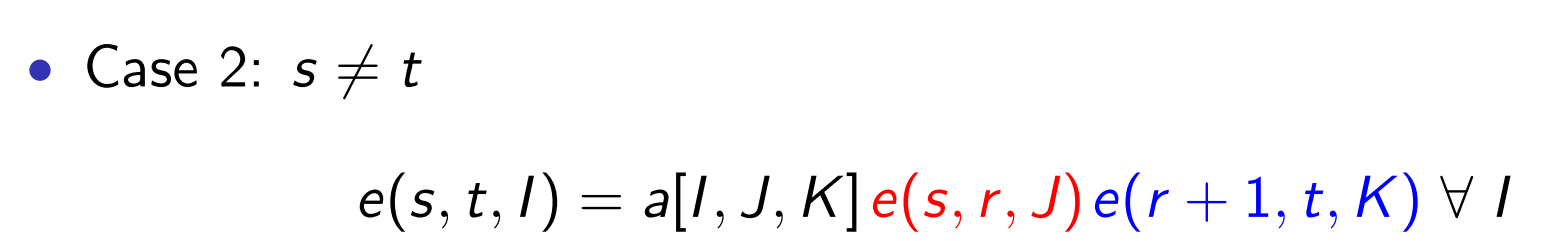 • Case 2: s ≠ t
e(s, t, I) = a[I, J, K]e(s, r, J)e(r + 1, t, K) ∀ I